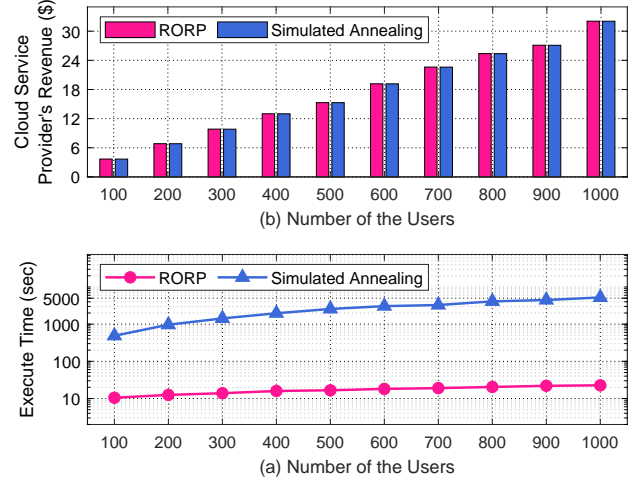 Cloud Service
Provider's Revenue ($)
RORP
Simulated Annealing
30
24
18
12
6
0
100 200 300 400 500 600 700 800 900 1000
(b) Number of the Users
Execute Time (sec)
RORP
Simulated Annealing
5000
1000
100
10
100 200 300 400 500 600 700 800 900 1000
(a) Number of the Users